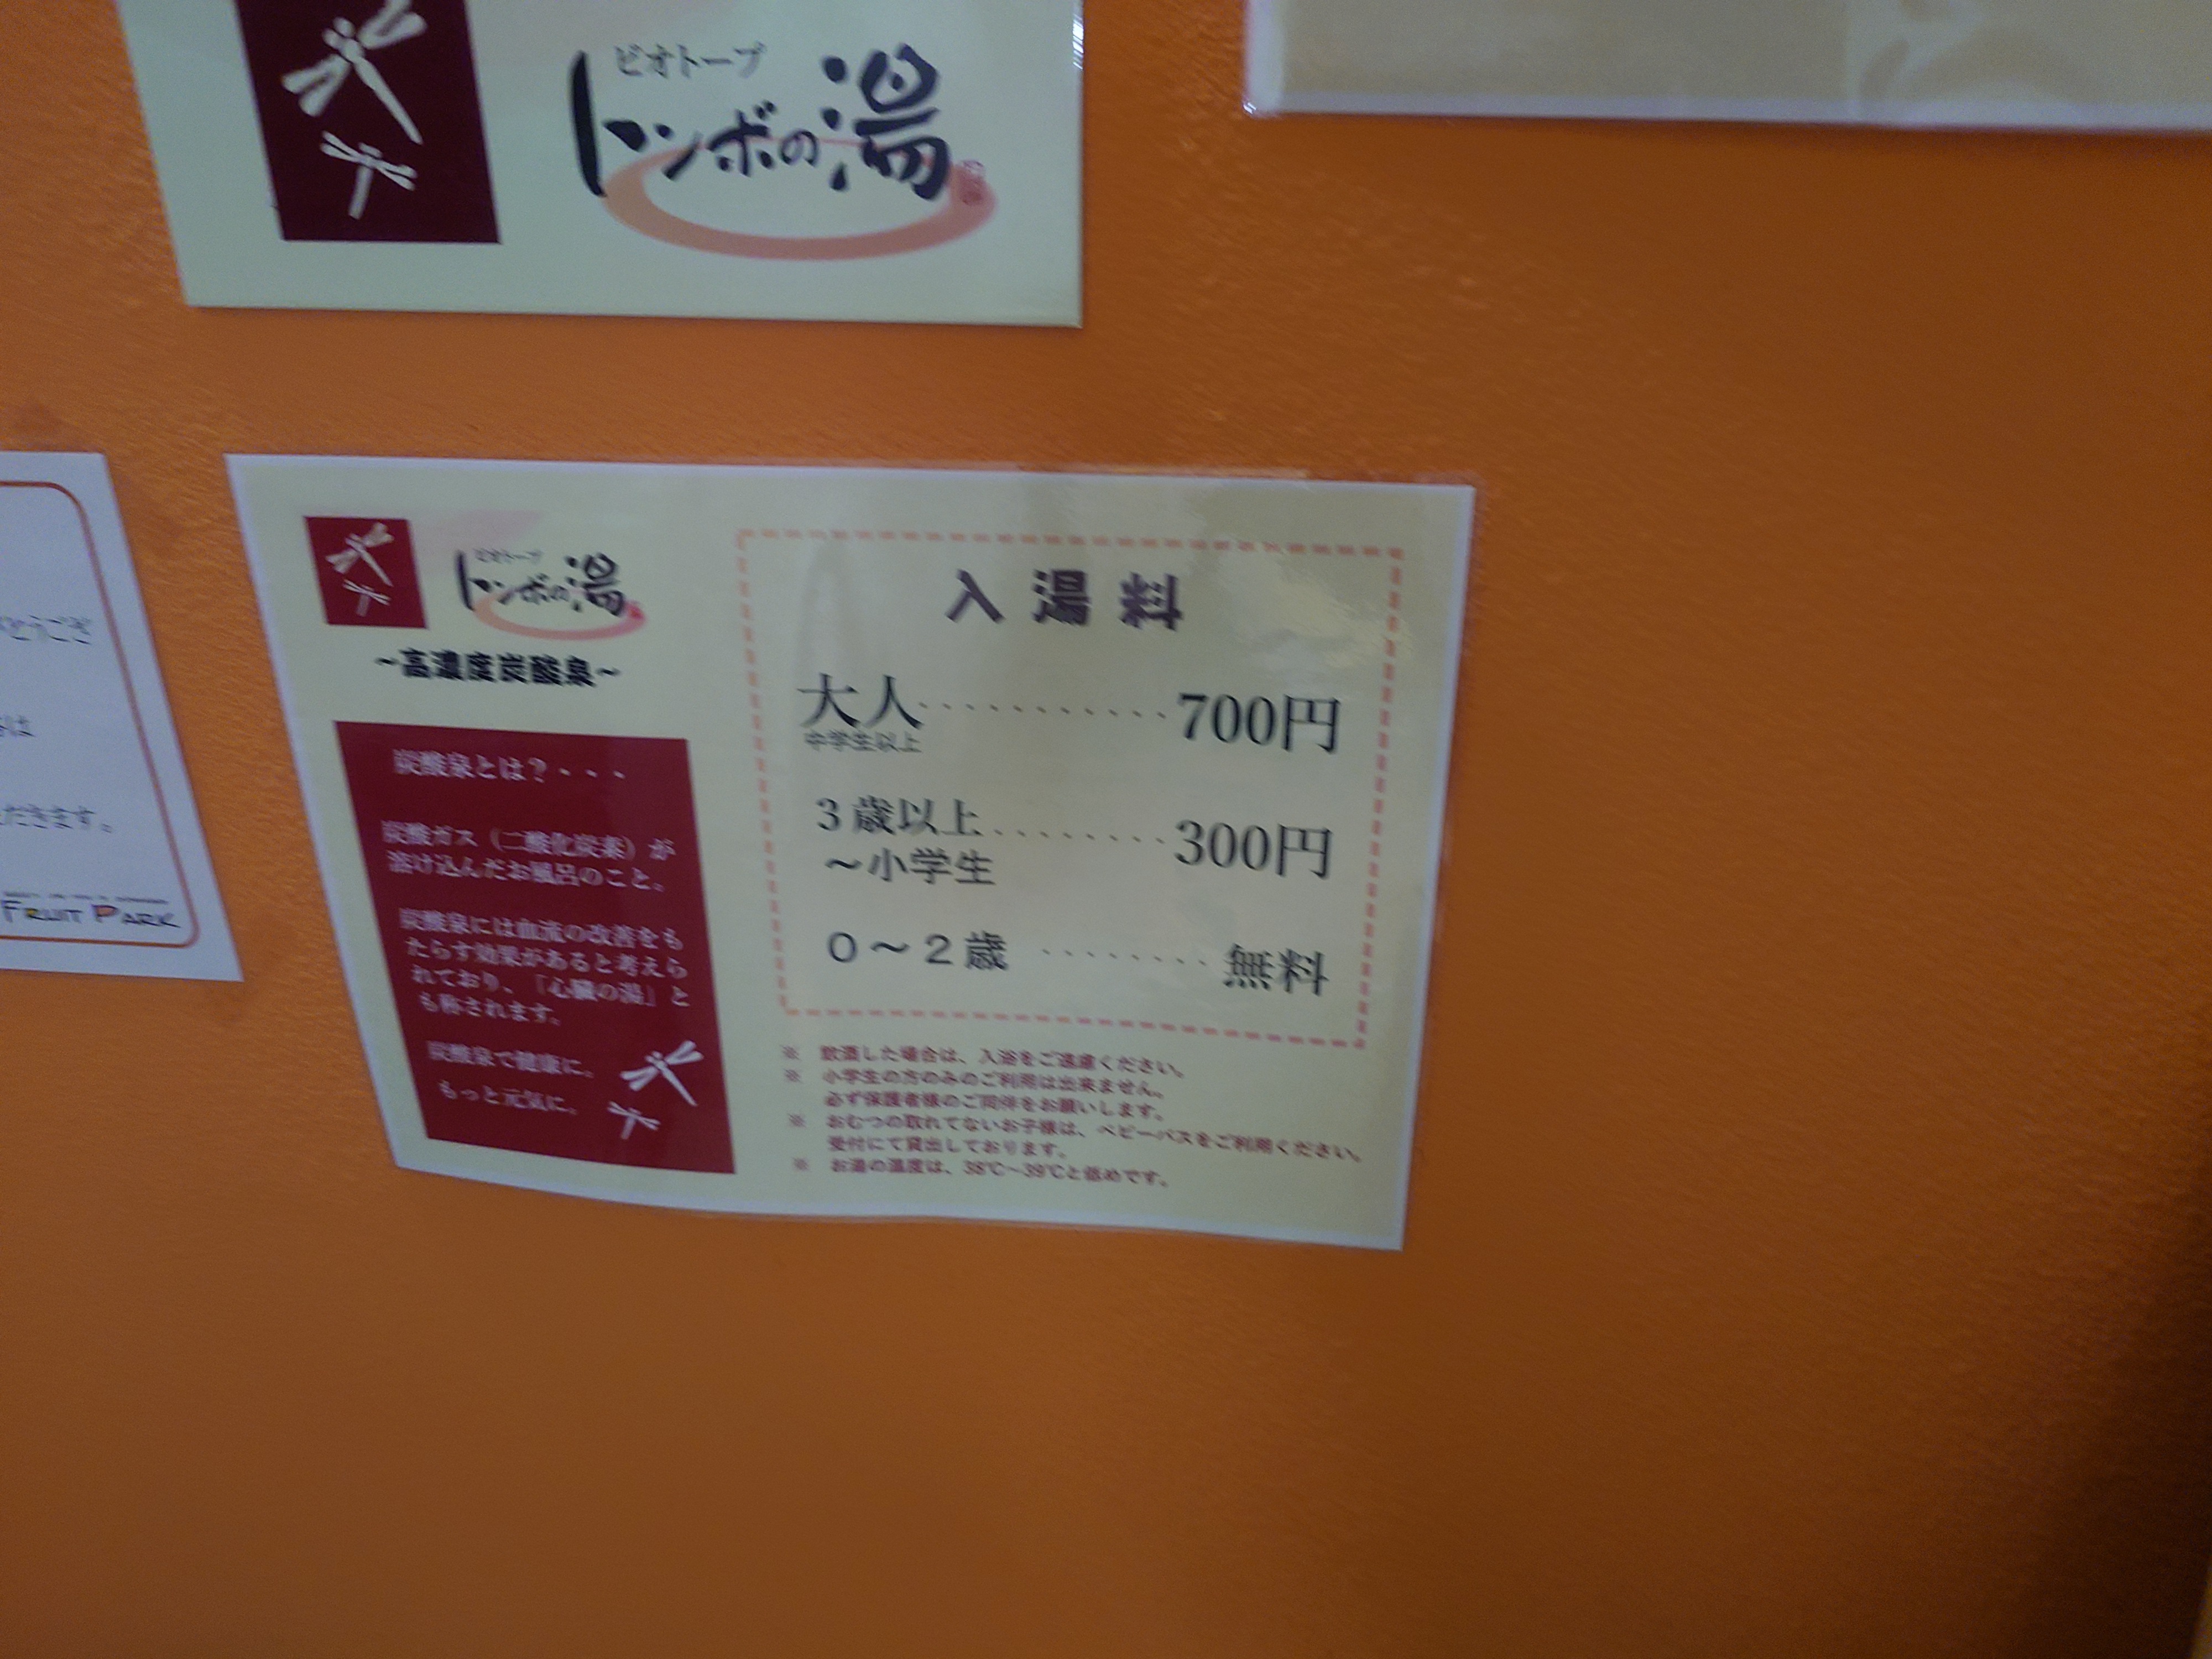 ビオトープ
トンボの湯
とうござ
は
だきます。
FRUIT PARK
ビオトープ
トンボの湯
～高濃度炭酸泉～
炭酸泉とは？・・・
炭酸ガス（二酸化炭素）が
溶け込んだお風呂のこと。
炭酸泉には血流の改善をも
たらす効果があると考えら
れており、「心臓の湯」と
も称されます。
炭酸泉で健康に。
もっと元気に。
入湯料
大人・・・・・・・・・・・700円
中学生以上
3歳以上・・・・・・・・300円
～小学生
0～2歳・・・・・・・・無料
※ 飲酒した場合は、入浴をご遠慮ください。
※ 小学生の方のみのご利用は出来ません。
必ず保護者様のご同伴をお願いします。
※ おむつの取れてないお子様は、ベビーバスをご利用ください。
受付にて貸出しております。
※ お湯の温度は、38℃～39℃と低めです。